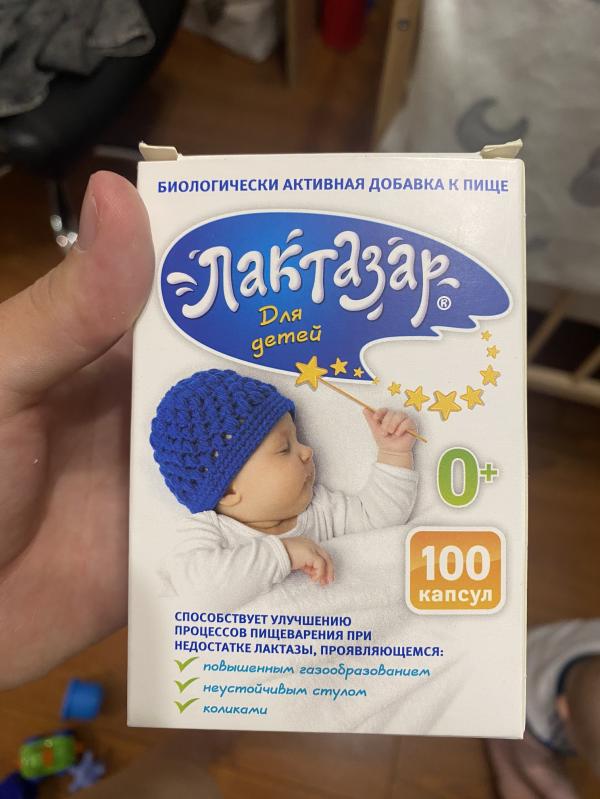 БИОЛОГИЧЕСКИ АКТИВНАЯ ДОБАВКА К ПИЩЕ
Лактазар®
Для
детей
0+
100
капсул
СПОСОБСТВУЕТ УЛУЧШЕНИЮ
ПРОЦЕССОВ ПИЩЕВАРЕНИЯ ПРИ
НЕДОСТАТКЕ ЛАКТАЗЫ, ПРОЯВЛЯЮЩЕМСЯ:
повышенным газообразованием
неустойчивым стулом
коликами